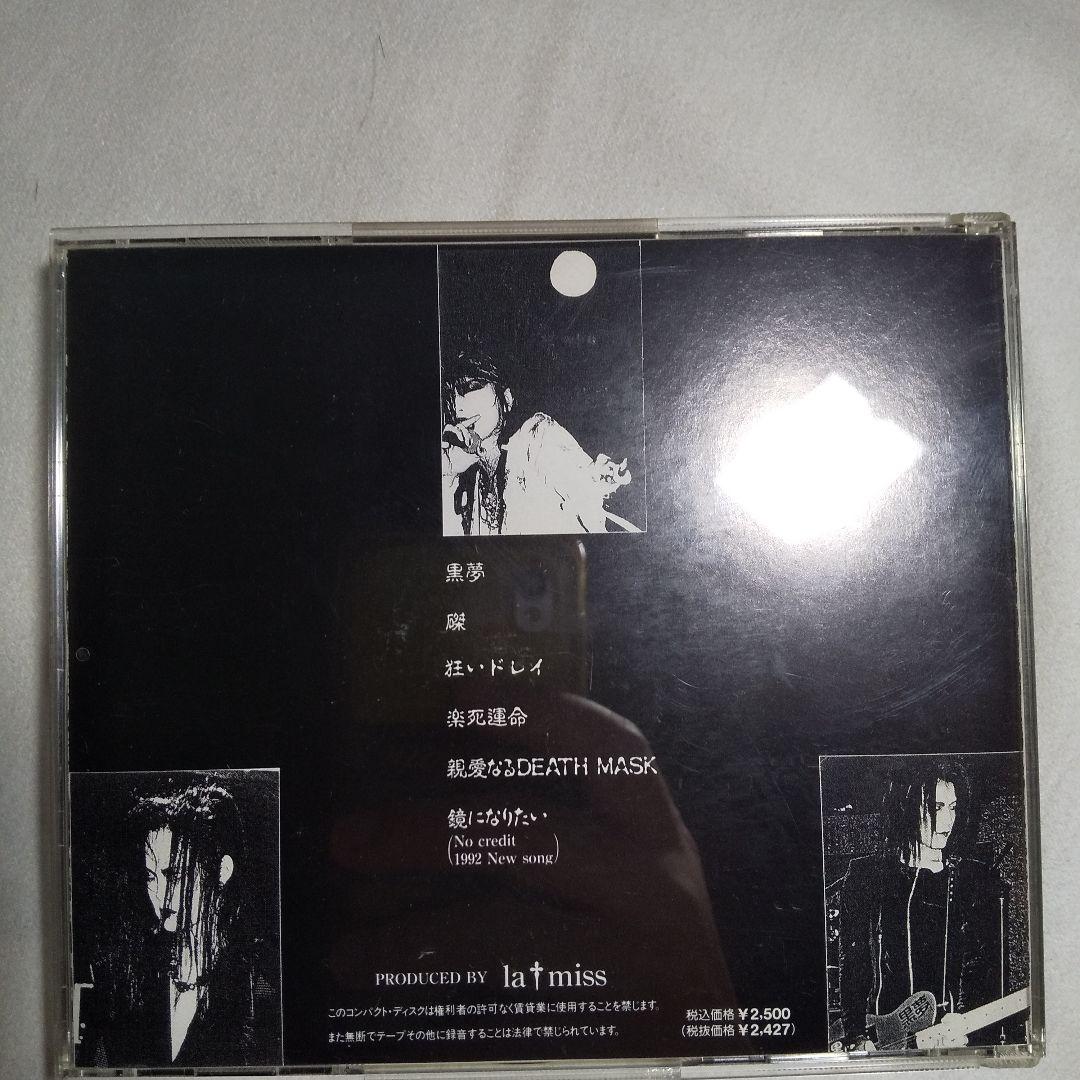 黒夢
磔
狂いドレイ
楽死運命
親愛なるDEATH MASK
鏡になりたい
(No credit
1992 New song)
PRODUCED BY la†miss
このコンパクト・ディスクは権利者の許可なく賃貸業に使用することを禁じます。
また無断でテープその他に録音することは法律で禁じられています。
税込価格¥2,500
(税抜価格¥2,427)
黒夢